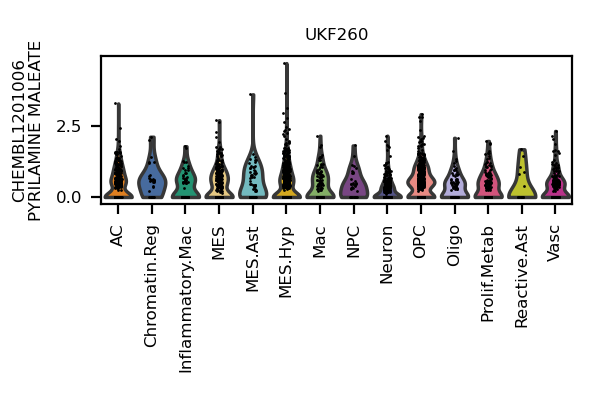 UKF260
CHEMBL1201006
PYRILAMINE MALEATE
2.5
0.0
AC
Chromatin.Reg
Inflammatory.Mac
MES
MES.Ast
MES.Hyp
Mac
NPC
Neuron
OPC
Oligo
Prolif.Metab
Reactive.Ast
Vasc